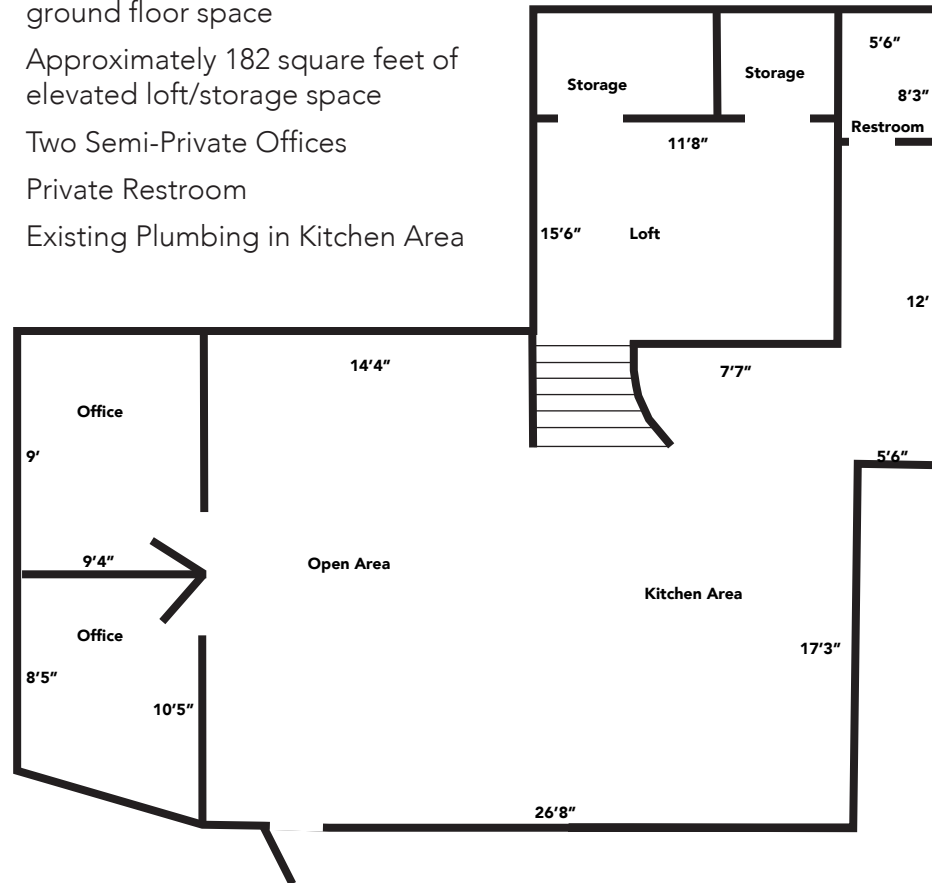 ground floor space
Approximately 182 square feet of
elevated loft/storage space
Two Semi-Private Offices
Private Restroom
Existing Plumbing in Kitchen Area
5’6”
Storage
Storage
8’3”
Restroom
11’8”
15’6”
Loft
12’
14’4”
7’7”
Office
9’
5’6”
9’4”
Open Area
Kitchen Area
Office
17’3”
8’5”
10’5”
26’8”